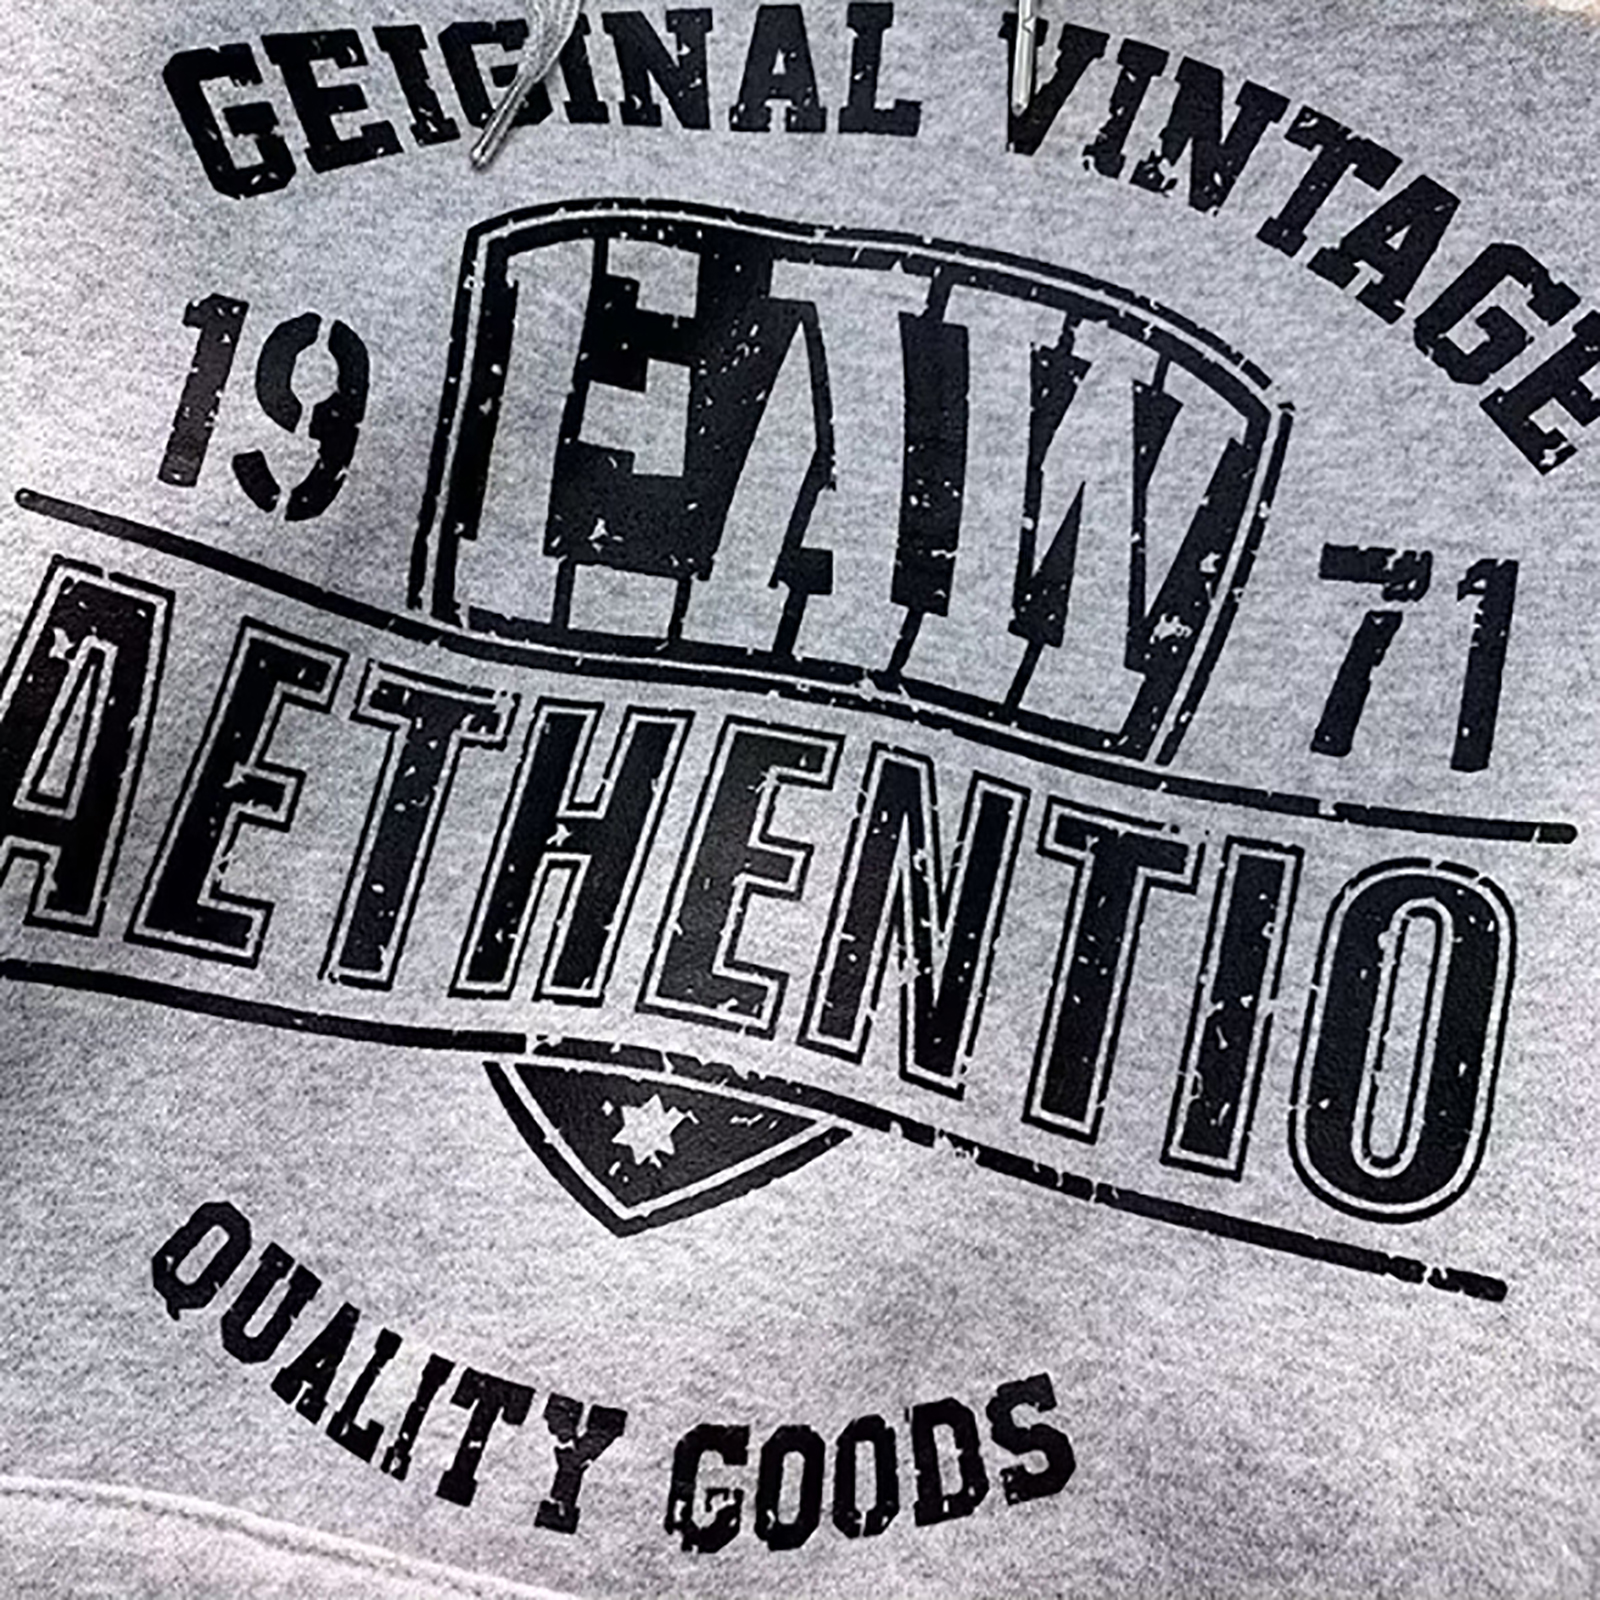 GEIGINAL VINTAGE
19 EAW 71
AETHENTIO
QUALITY GOODS